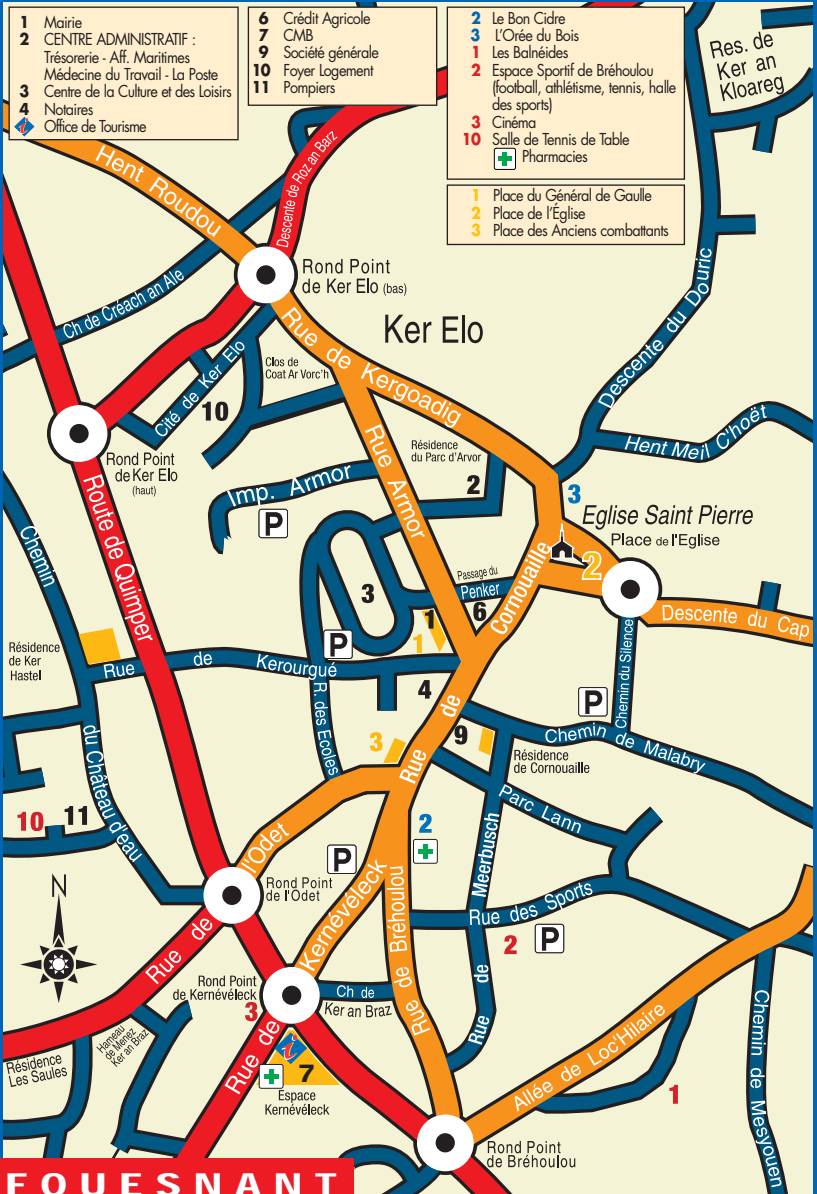 1 Mairie
2 CENTRE ADMINISTRATIF :
Trésorerie - Aff. Maritimes
Médecine du Travail - La Poste
3 Centre de la Culture et des Loisirs
4 Notaires
i Office de Tourisme
6 Crédit Agricole
7 CMB
9 Société générale
10 Foyer Logement
11 Pompiers
2 Le Bon Cidre
3 L'Orée du Bois
1 Les Balnéides
2 Espace Sportif de Bréhoulou
(football, athlétisme, tennis, halle
des sports)
3 Cinéma
10 Salle de Tennis de Table
Pharmacies
1 Place du Général de Gaulle
2 Place de l'Église
3 Place des Anciens combattants
Res. de
Ker an
Kloareg
Hent Roudou
Descente de Roz an Barz
Rond Point
de Ker Elo (bas)
Ch de Créach an Ale
Ker Elo
Rue de Kergoadig
Descente du Douric
Clos de
Coat Ar Vorc'h
Cité de Ker Elo
10
Rond Point
de Ker Elo
(haut)
Hent Meil C'hoët
Résidence
du Parc d'Arvor
2
Rue Armor
Imp. Armor
P
3
Eglise Saint Pierre
Place de l'Eglise
2
Route de Quimper
Chemin
du Château d'eau
Passage du
Penker
3
1
1
6
Rue de Cornouaille
Descente du Cap
Chemin du Silence
Résidence
de Ker
Hastel
P
Rue de Kerourgué
4
P
R. des Ecoles
3
9
Chemin de Malabry
Résidence
de Cornouaille
Parc Lann
10
11
2
P
Rue de l'Odet
Rond Point
de l'Odet
Rue de Meerbusch
Rue des Sports
2
P
N
Rue de Kernévéleck
Rue de Bréhoulou
Rond Point
de Kernévéleck
Ch de
Ker an Braz
3
i
7
Espace
Kernévéleck
Hameau
de Menez
Ker an Braz
Résidence
Les Saules
Allée de Loc'Hilaire
1
Chemin de Mesyouen
Rond Point
de Bréhoulou
FOUESNANT